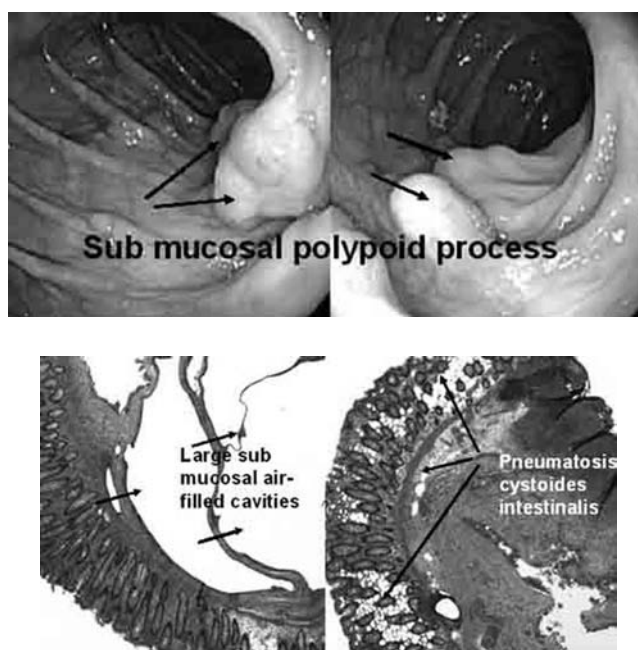 Sub mucosal polypoid process
Large sub
mucosal air-
filled cavities
Pneumatosis
cystoides
intestinalis